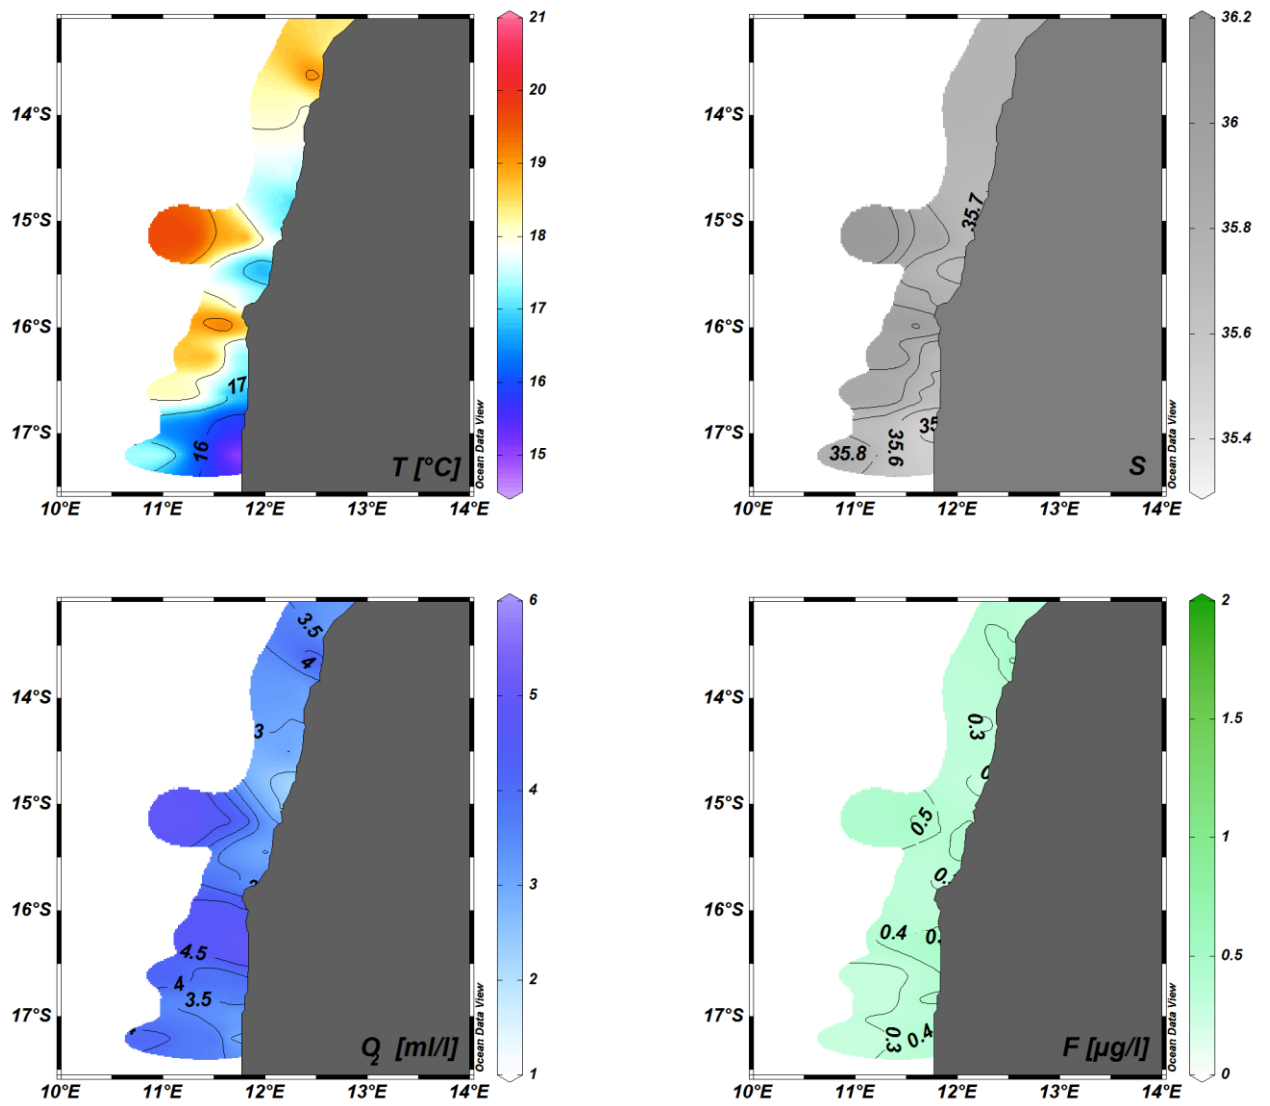 21
20
19
18
17
16
15
14°S
15°S
16°S
17°S
17
16
T [°C]
Ocean Data View
10°E
11°E
12°E
13°E
14°E
36.2
36
35.8
35.6
35.4
35.7
35
35.8
35.6
S
Ocean Data View
10°E
11°E
12°E
13°E
14°E
14°S
15°S
16°S
17°S
6
5
4
3
2
1
14°S
15°S
16°S
17°S
3.5
4
3
4.5
4
3.5
O2 [ml/l]
Ocean Data View
10°E
11°E
12°E
13°E
14°E
2
1.5
1
0.5
0
14°S
15°S
16°S
17°S
0.3
0.5
0.4
0.3
0.4
F [µg/l]
Ocean Data View
10°E
11°E
12°E
13°E
14°E